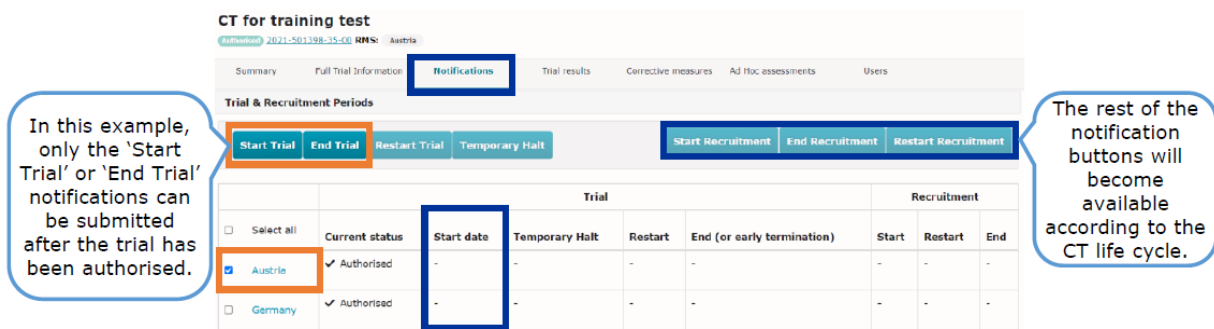 CT for training test
Authorised 2021-501398-35-00 RMS: Austria
Summary Full Trial Information Notifications Trial results Corrective measures Ad Hoc assessments Users
Trial & Recruitment Periods
Start Trial End Trial Restart Trial Temporary Halt Start Recruitment End Recruitment Restart Recruitment
Trial Recruitment
Select all Current status Start date Temporary Halt Restart End (or early termination) Start Restart End
Austria ✓ Authorised - - - - - - -
Germany ✓ Authorised - - - - - - -
In this example,
only the ‘Start
Trial’ or ‘End Trial’
notifications can
be submitted
after the trial has
been authorised.
The rest of the
notification
buttons will
become
available
according to the
CT life cycle.